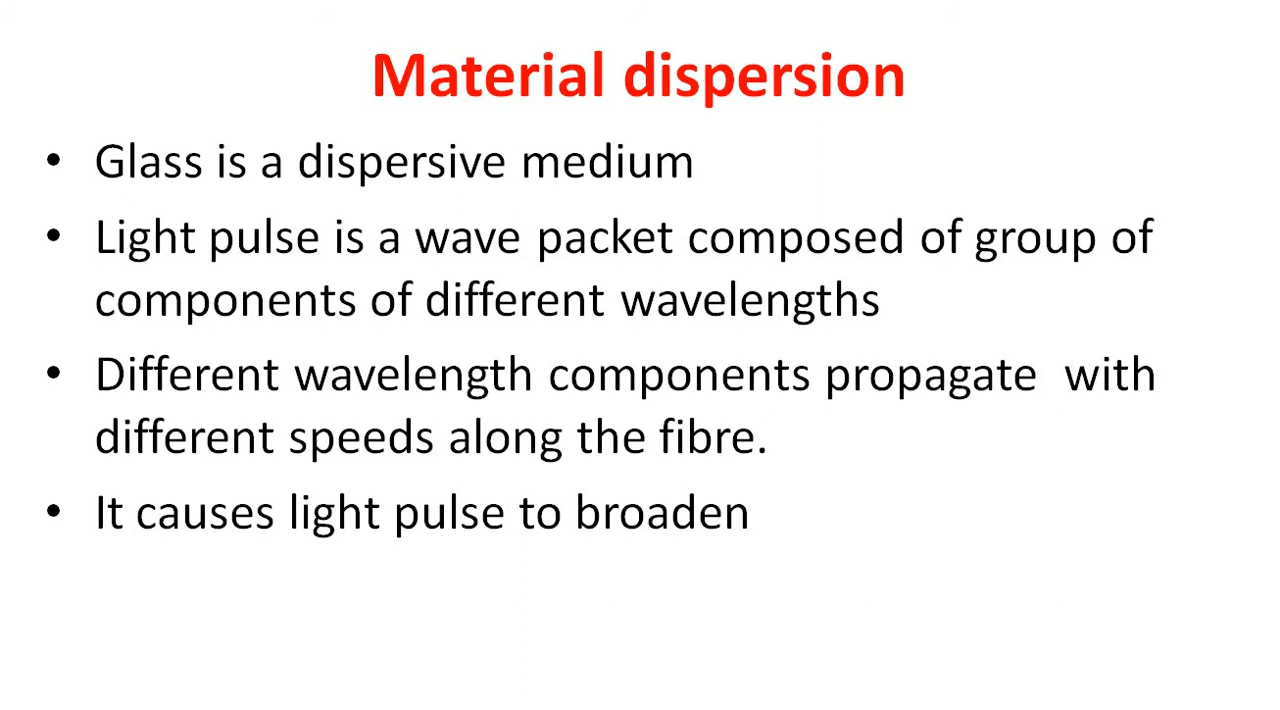 Material dispersion
• Glass is a dispersive medium
• Light pulse is a wave packet composed of group of
components of different wavelengths
• Different wavelength components propagate  with
different speeds along the fibre.
• It causes light pulse to broaden